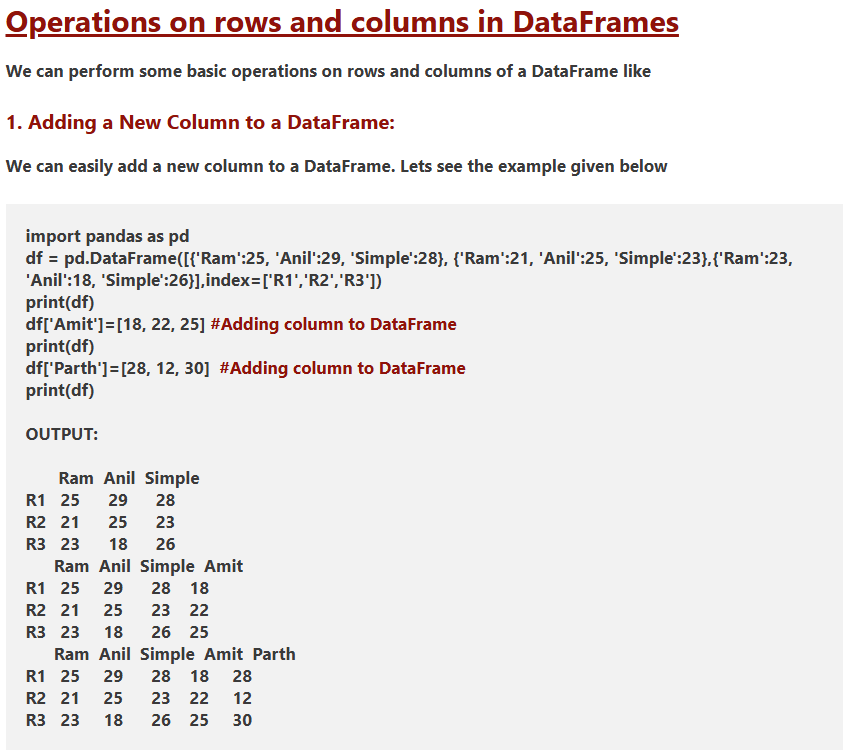 Operations on rows and columns in DataFrames
We can perform some basic operations on rows and columns of a DataFrame like
1. Adding a New Column to a DataFrame:
We can easily add a new column to a DataFrame. Lets see the example given below
import pandas as pd
df = pd.DataFrame([{'Ram':25, 'Anil':29, 'Simple':28}, {'Ram':21, 'Anil':25, 'Simple':23},{'Ram':23,
'Anil':18, 'Simple':26}],index=['R1','R2','R3'])
print(df)
df['Amit']=[18, 22, 25] #Adding column to DataFrame
print(df)
df['Parth']=[28, 12, 30]  #Adding column to DataFrame
print(df)
OUTPUT:
Ram Anil Simple
R1 25 29 28
R2 21 25 23
R3 23 18 26
Ram Anil Simple Amit
R1 25 29 28 18
R2 21 25 23 22
R3 23 18 26 25
Ram Anil Simple Amit Parth
R1 25 29 28 18 28
R2 21 25 23 22 12
R3 23 18 26 25 30